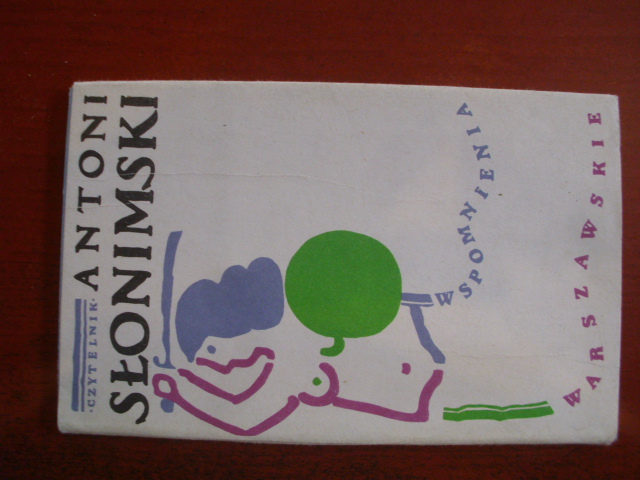 ·CZYTELNIK·
ANTONI
SŁONIMSKI
WSPOMNIENIA
WARSZAWSKIE